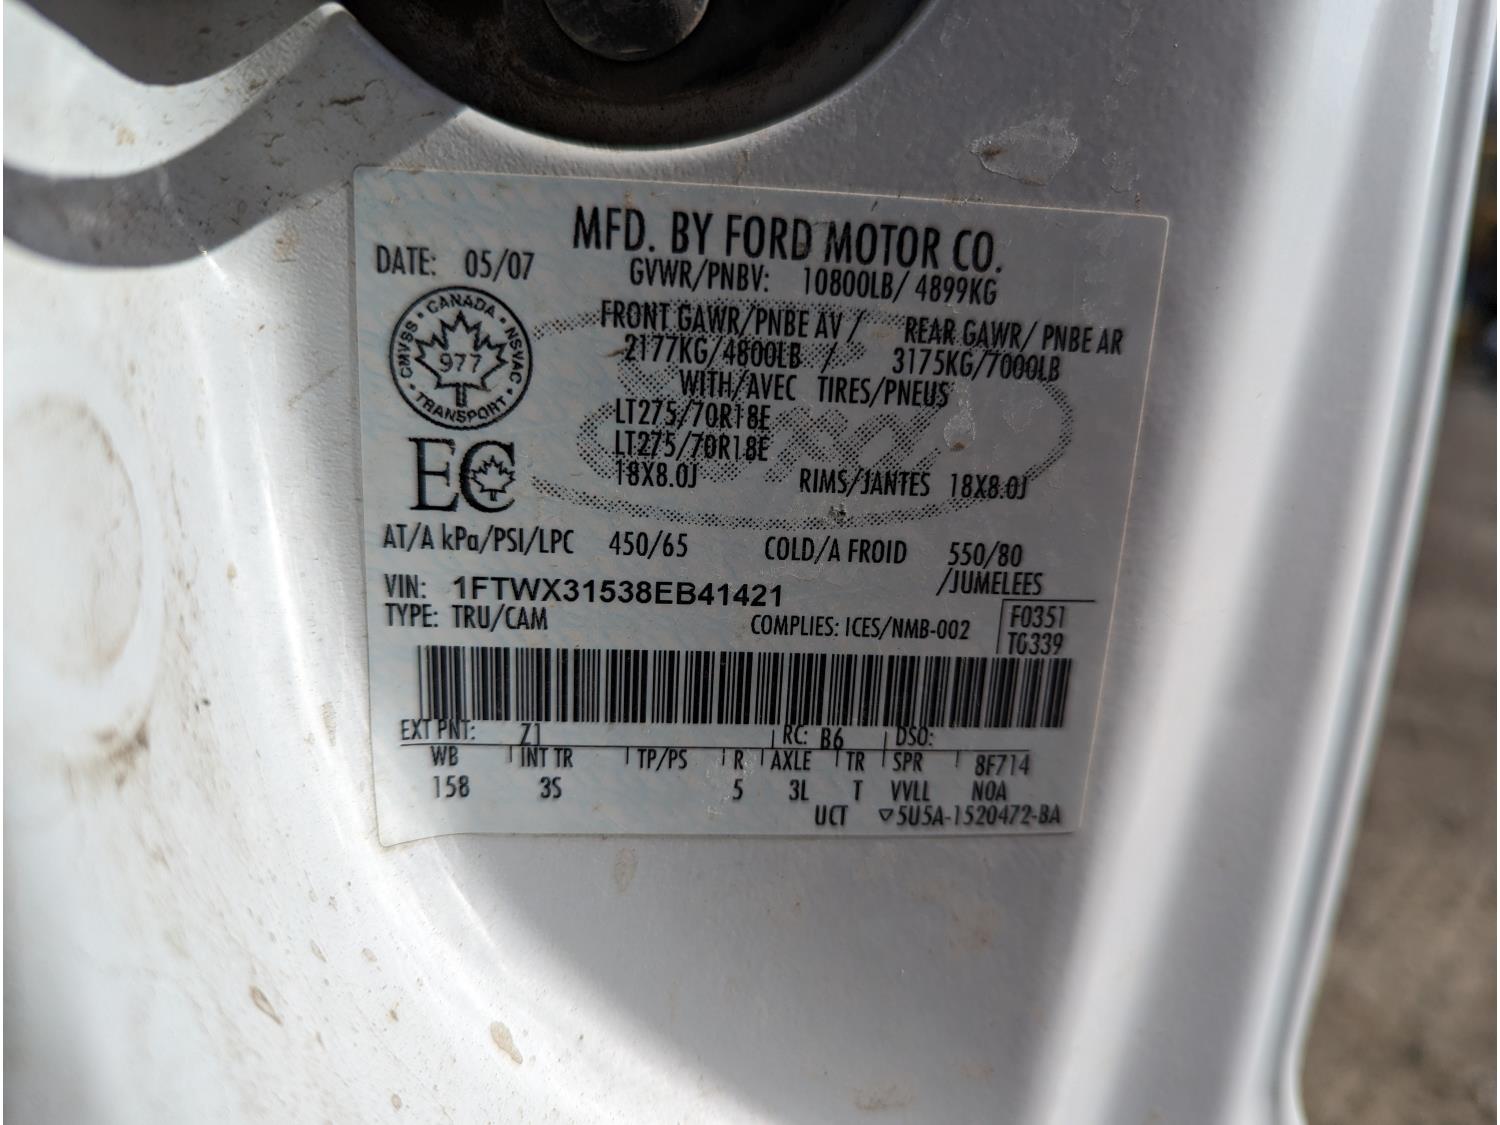 MFD. BY FORD MOTOR CO.
DATE: 05/07
GVWR/PNBV: 10800LB/ 4899KG
CANADA · NSVAC · TRANSPORT · CMVSS ·
977
FRONT GAWR/PNBE AV / REAR GAWR/ PNBE AR
2177KG/4800LB / 3175KG/7000LB
WITH/AVEC TIRES/PNEUS
LT275/70R18E
LT275/70R18E
18X8.0J RIMS/JANTES 18X8.0J
EC
Ford
AT/A kPa/PSI/LPC 450/65 COLD/A FROID 550/80
/JUMELEES
VIN: 1FTWX31538EB41421
TYPE: TRU/CAM
COMPLIES: ICES/NMB-002
F0351
TG339
EXT PNT: Z1 RC: B6 DSO:
WB INT TR TP/PS R AXLE TR SPR 8F714
158 3S 5 3L T VVLL NOA
UCT ▽5U5A-1520472-BA